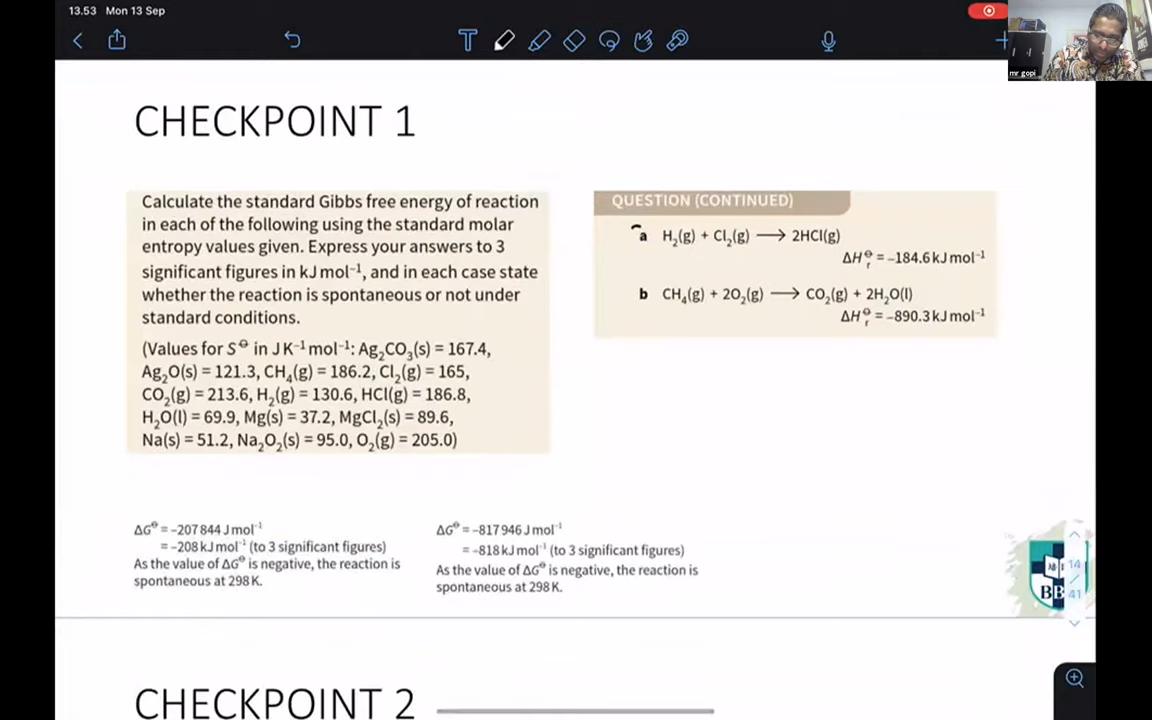 13.53 Mon 13 Sep
T
mr gopi
CHECKPOINT 1
Calculate the standard Gibbs free energy of reaction
in each of the following using the standard molar
entropy values given. Express your answers to 3
significant figures in kJ mol⁻¹, and in each case state
whether the reaction is spontaneous or not under
standard conditions.
(Values for S⦵ in J K⁻¹ mol⁻¹: Ag₂CO₃(s) = 167.4,
Ag₂O(s) = 121.3, CH₄(g) = 186.2, Cl₂(g) = 165,
CO₂(g) = 213.6, H₂(g) = 130.6, HCl(g) = 186.8,
H₂O(l) = 69.9, Mg(s) = 37.2, MgCl₂(s) = 89.6,
Na(s) = 51.2, Na₂O₂(s) = 95.0, O₂(g) = 205.0)
QUESTION (CONTINUED)
a H₂(g) + Cl₂(g) ⟶ 2HCl(g)
ΔH⦵ᵣ = –184.6 kJ mol⁻¹
b CH₄(g) + 2O₂(g) ⟶ CO₂(g) + 2H₂O(l)
ΔH⦵ᵣ = –890.3 kJ mol⁻¹
ΔG⦵ = –207 844 J mol⁻¹
= –208 kJ mol⁻¹ (to 3 significant figures)
As the value of ΔG⦵ is negative, the reaction is
spontaneous at 298 K.
ΔG⦵ = –817 946 J mol⁻¹
= –818 kJ mol⁻¹ (to 3 significant figures)
As the value of ΔG⦵ is negative, the reaction is
spontaneous at 298 K.
14
/
41
BB
CHECKPOINT 2